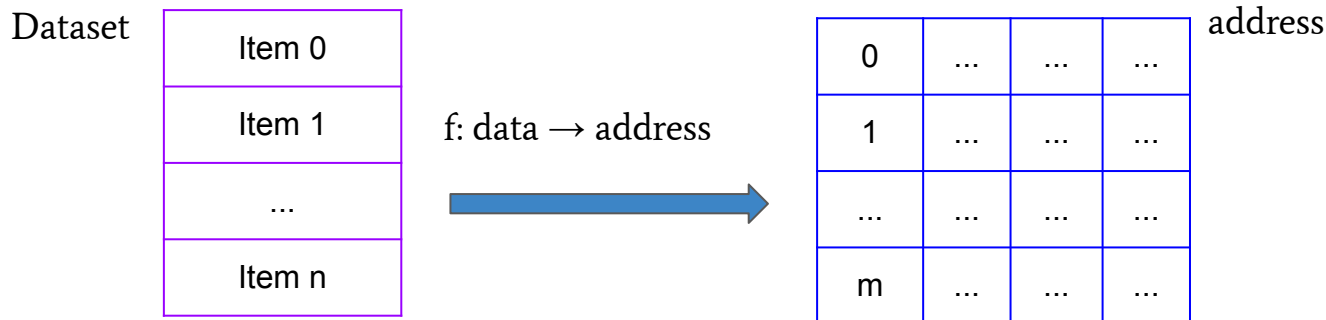 Dataset
Item 0
Item 1
...
Item n
f: data → address
address
0 ... ... ...
1 ... ... ...
... ... ... ...
m ... ... ...